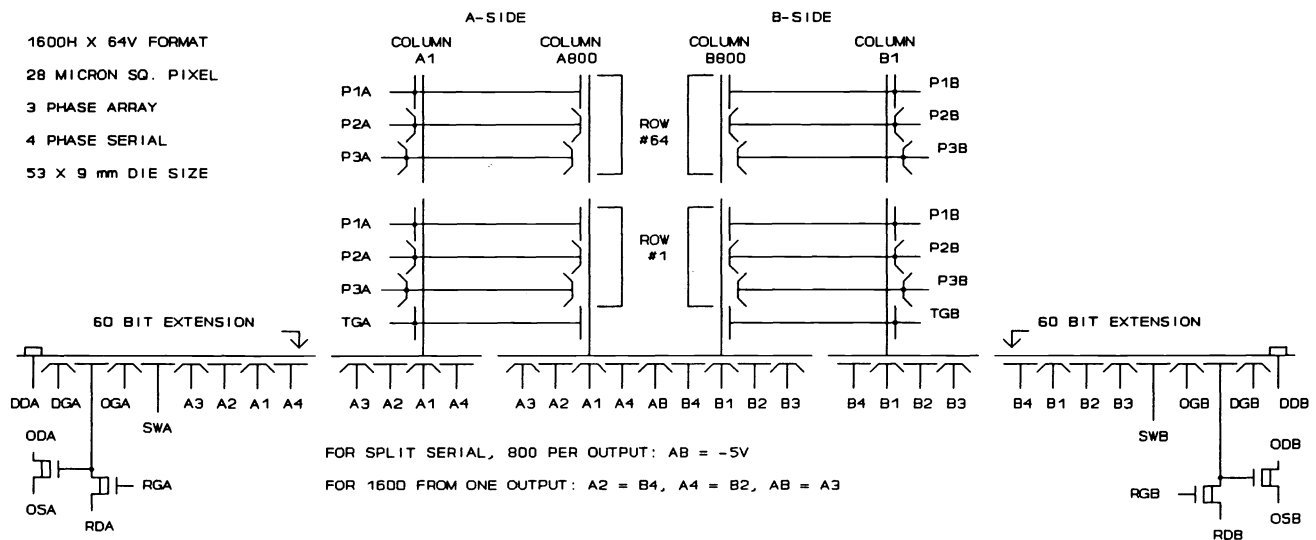 A-SIDE B-SIDE
1600H X 64V FORMAT
28 MICRON SQ. PIXEL
3 PHASE ARRAY
4 PHASE SERIAL
53 X 9 mm DIE SIZE
COLUMN A1
COLUMN A800
COLUMN B800
COLUMN B1
P1A P1B
P2A ROW #64 P2B
P3A P3B
P1A P1B
P2A ROW #1 P2B
P3A P3B
TGA TGB
60 BIT EXTENSION 60 BIT EXTENSION
DDA DGA OGA SWA A3 A2 A1 A4 A3 A2 A1 A4 A3 A2 A1 A4 AB B4 B1 B2 B3 B4 B1 B2 B3 B4 B1 B2 B3 SWB OGB DGB DDB
ODA ODB
RGA RGB
OSA OSB
RDA RDB
FOR SPLIT SERIAL, 800 PER OUTPUT: AB = -5V
FOR 1600 FROM ONE OUTPUT: A2 = B4, A4 = B2, AB = A3